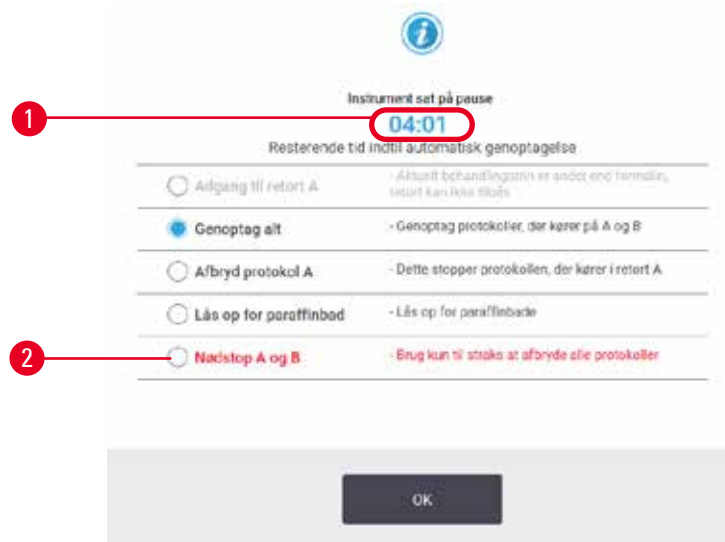 i
Instrument sat på pause
1
04:01
Resterende tid indtil automatisk genoptagelse
Adgang til retort A
- Aktuelt behandlingstrin er andet end formalin,
retort kan ikke tilgås
Genoptag alt
- Genoptag protokoller, der kører på A og B
Afbryd protokol A
- Dette stopper protokollen, der kører i retort A
Lås op for paraffinbad
- Lås op for paraffinbade
2
Nødstop A og B
- Brug kun til straks at afbryde alle protokoller
OK